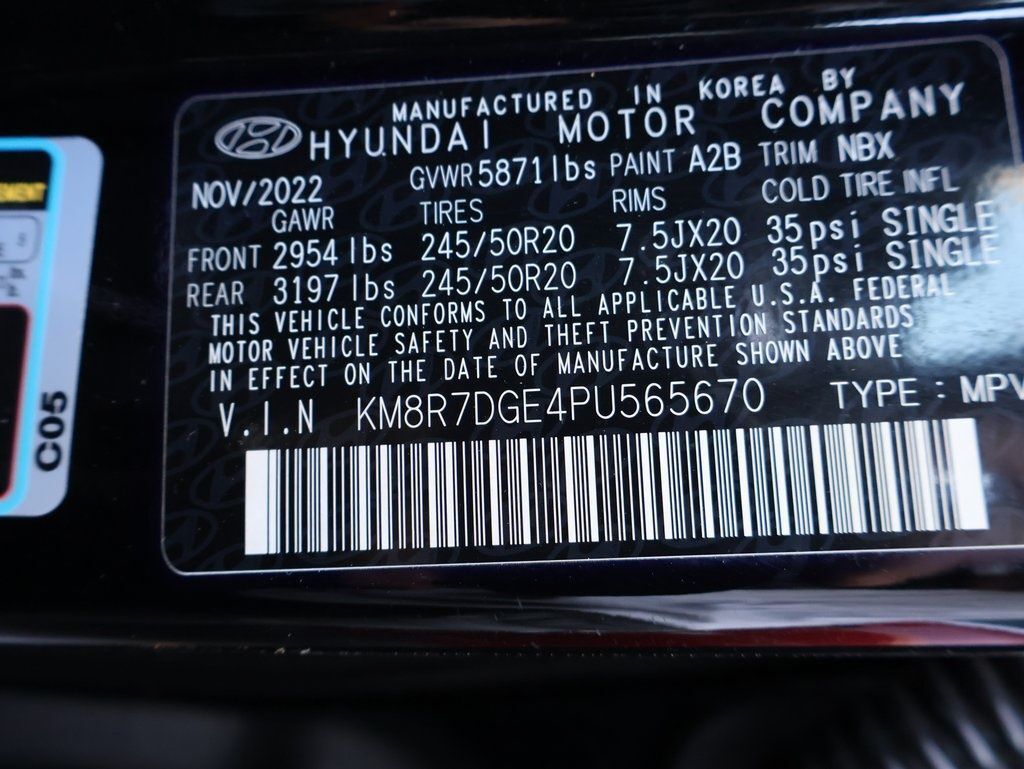 MANUFACTURED IN KOREA BY
HYUNDAI MOTOR COMPANY
NOV/2022 GVWR 5871lbs PAINT A2B TRIM NBX
GAWR TIRES RIMS COLD TIRE INFL
FRONT 2954 lbs 245/50R20 7.5JX20 35psi SINGLE
REAR 3197 lbs 245/50R20 7.5JX20 35psi SINGLE
THIS VEHICLE CONFORMS TO ALL APPLICABLE U.S.A. FEDERAL
MOTOR VEHICLE SAFETY AND THEFT PREVENTION STANDARDS
IN EFFECT ON THE DATE OF MANUFACTURE SHOWN ABOVE
V.I.N KM8R7DGE4PU565670 TYPE : MPV
C05